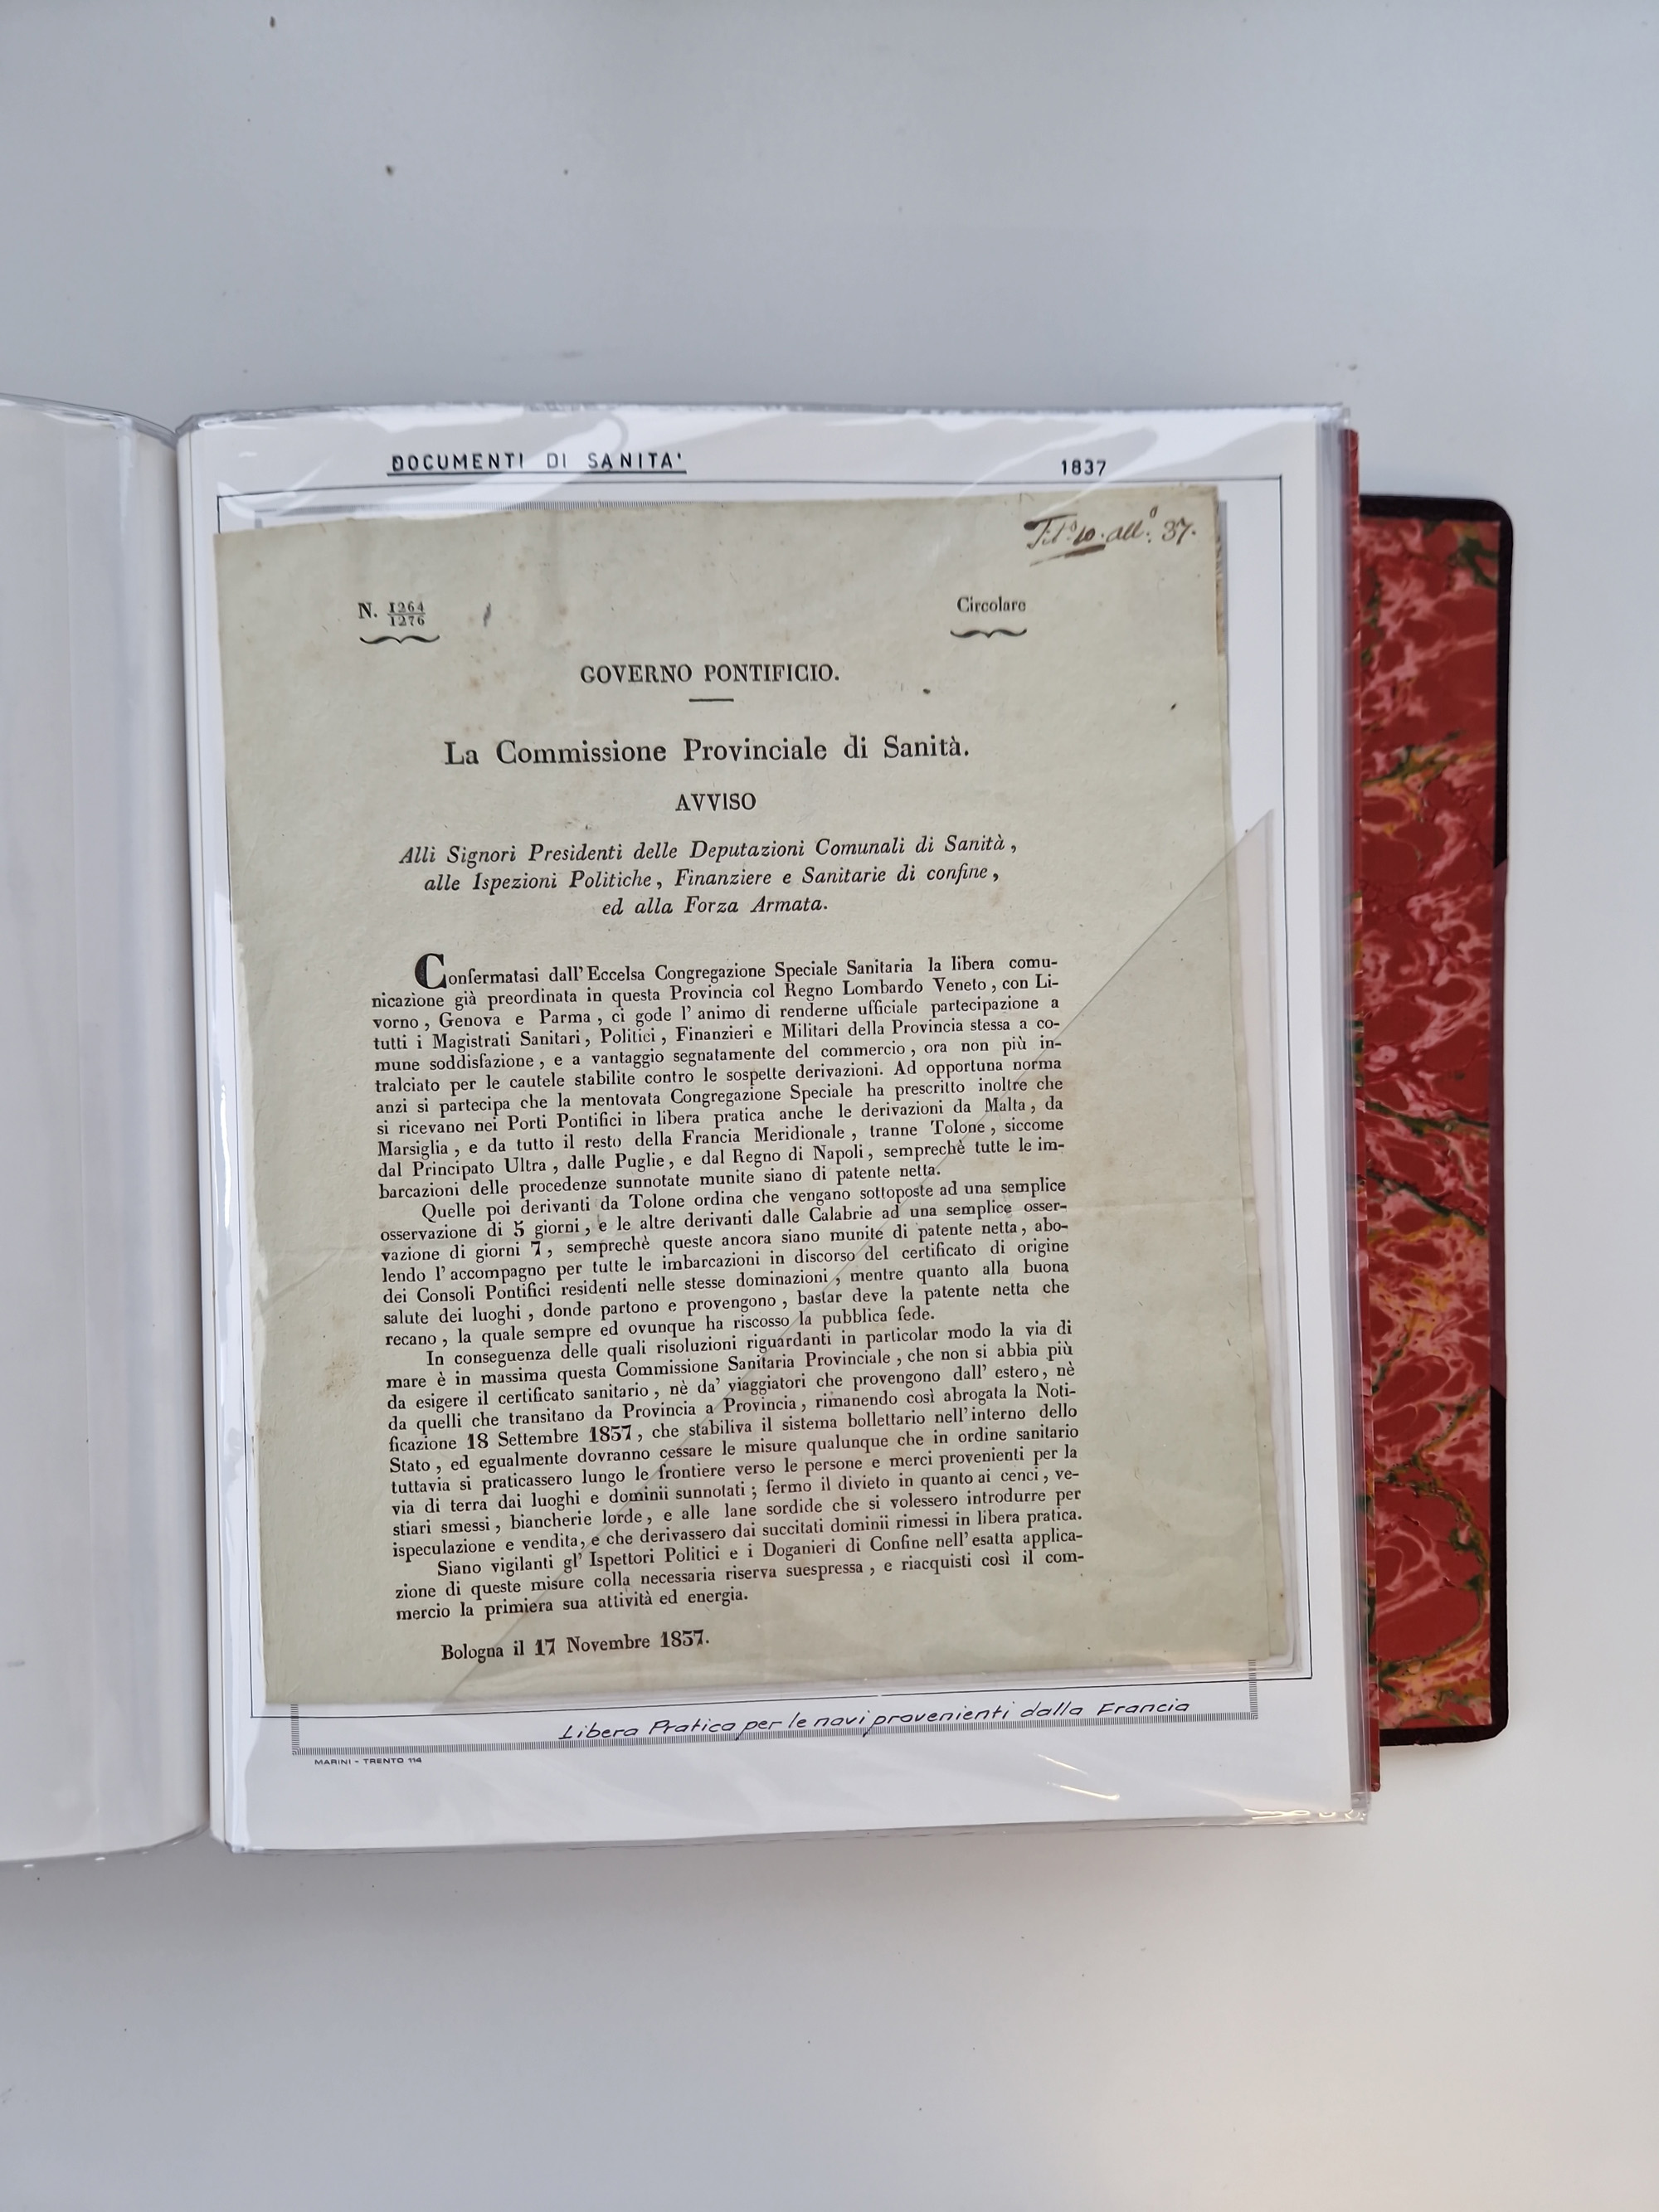 DOCUMENTI DI SANITA' 1837
Tit.º 10. all.º: 37.
N. 1264/1276 Circolare
GOVERNO PONTIFICIO.
La Commissione Provinciale di Sanità.
AVVISO
Alli Signori Presidenti delle Deputazioni Comunali di Sanità,
alle Ispezioni Politiche, Finanziere e Sanitarie di confine,
ed alla Forza Armata.
Confermatasi dall'Eccelsa Congregazione Speciale Sanitaria la libera comu-
nicazione già preordinata in questa Provincia col Regno Lombardo Veneto, con Li-
vorno, Genova e Parma, ci gode l'animo di renderne ufficiale partecipazione a
tutti i Magistrati Sanitari, Politici, Finanzieri e Militari della Provincia stessa a co-
mune soddisfazione, e a vantaggio segnatamente del commercio, ora non più in-
tralciato per le cautele stabilite contro le sospette derivazioni. Ad opportuna norma
anzi si partecipa che la mentovata Congregazione Speciale ha prescritto inoltre che
si ricevano nei Porti Pontifici in libera pratica anche le derivazioni da Malta, da
Marsiglia, e da tutto il resto della Francia Meridionale, tranne Tolone, siccome
dal Principato Ultra, dalle Puglie, e dal Regno di Napoli, semprechè tutte le im-
barcazioni delle procedenze sunnotate munite siano di patente netta.
Quelle poi derivanti da Tolone ordina che vengano sottoposte ad una semplice
osservazione di 5 giorni, e le altre derivanti dalle Calabrie ad una semplice osser-
vazione di giorni 7, semprechè queste ancora siano munite di patente netta, abo-
lendo l'accompagno per tutte le imbarcazioni in discorso del certificato di origine
dei Consoli Pontifici residenti nelle stesse dominazioni, mentre quanto alla buona
salute dei luoghi, donde partono e provengono, bastar deve la patente netta che
recano, la quale sempre ed ovunque ha riscosso la pubblica fede.
In conseguenza delle quali risoluzioni riguardanti in particolar modo la via di
mare è in massima questa Commissione Sanitaria Provinciale, che non si abbia più
da esigere il certificato sanitario, nè da' viaggiatori che provengono dall' estero, nè
da quelli che transitano da Provincia a Provincia, rimanendo così abrogata la Noti-
ficazione 18 Settembre 1837, che stabiliva il sistema bollettario nell'interno dello
Stato, ed egualmente dovranno cessare le misure qualunque che in ordine sanitario
tuttavia si praticassero lungo le frontiere verso le persone e merci provenienti per la
via di terra dai luoghi e dominii sunnotati; fermo il divieto in quanto ai cenci, ve-
stiari smessi, biancherie lorde, e alle lane sordide che si volessero introdurre per
ispeculazione e vendita, e che derivassero dai succitati dominii rimessi in libera pratica.
Siano vigilanti gl' Ispettori Politici e i Doganieri di Confine nell'esatta applica-
zione di queste misure colla necessaria riserva suespressa, e riacquisti così il com-
mercio la primiera sua attività ed energia.
Bologna il 17 Novembre 1837.
Libera Pratica per le navi provenienti dalla Francia
MARINI - TRENTO 114